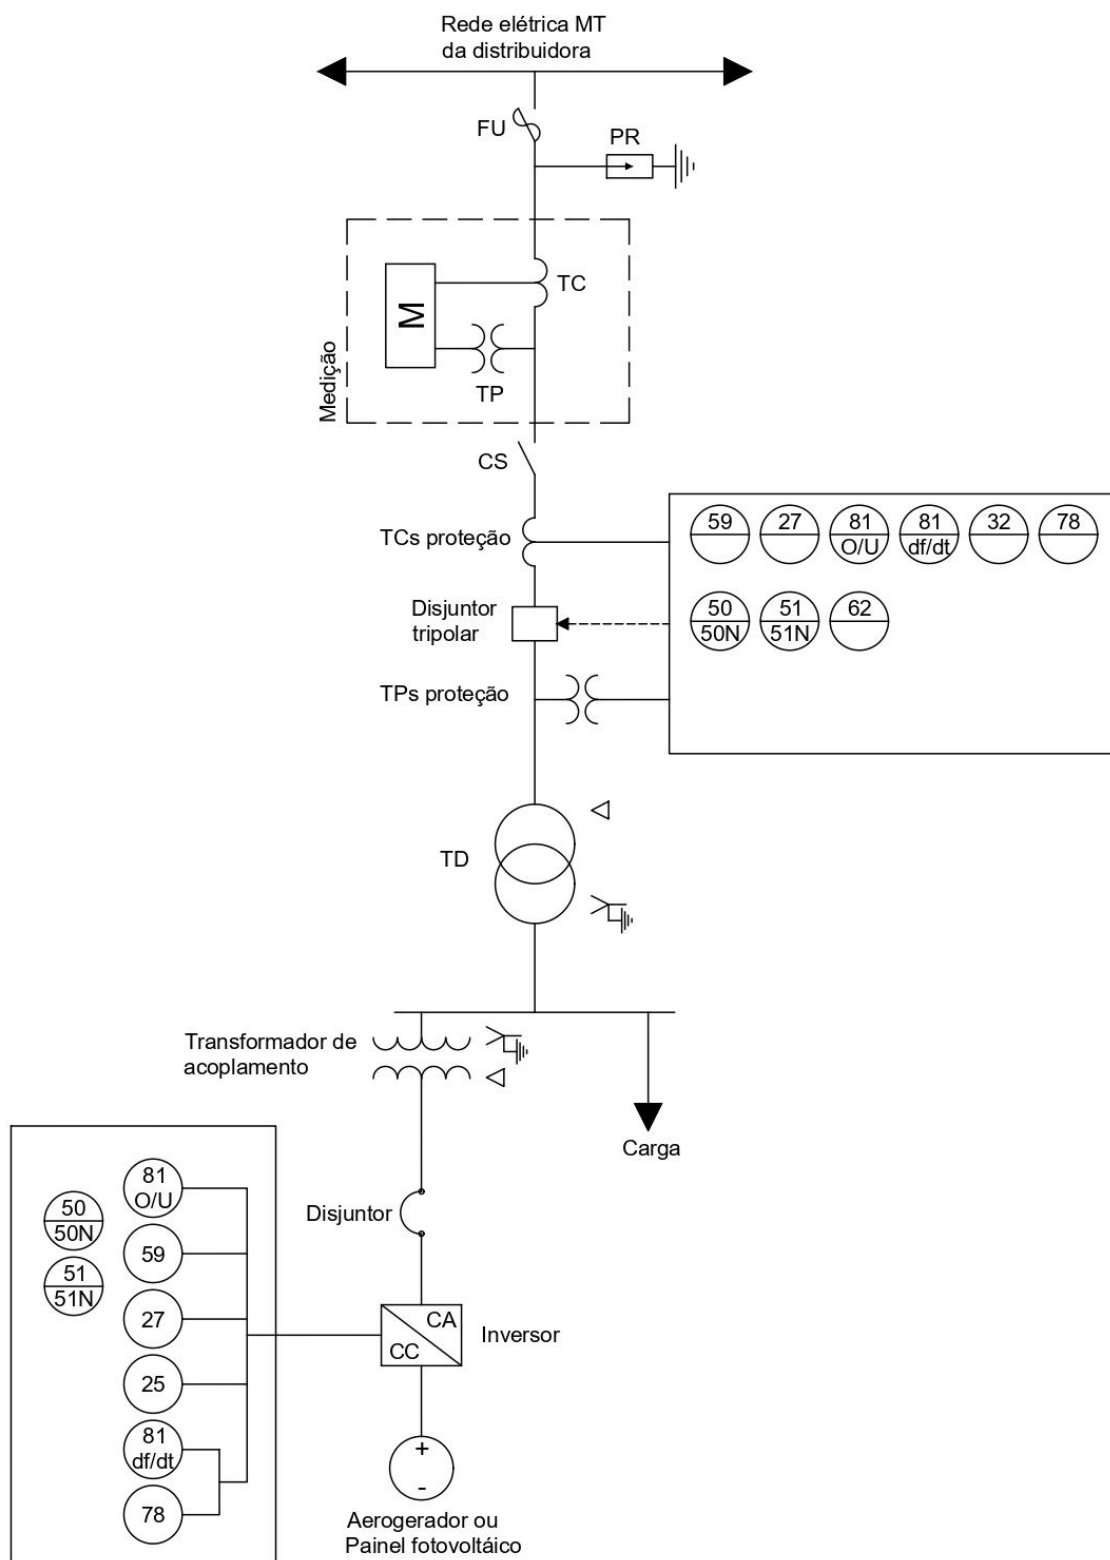 Rede elétrica MT
da distribuidora
FU
PR
TC
M
TP
Medição
CS
TCs proteção
59
27
81
O/U
81
df/dt
32
78
Disjuntor
tripolar
50
50N
51
51N
62
TPs proteção
TD
Transformador de
acoplamento
Carga
81
O/U
50
50N
Disjuntor
59
51
51N
27
CA
CC
Inversor
25
81
df/dt
+
-
78
Aerogerador ou
Painel fotovoltáico